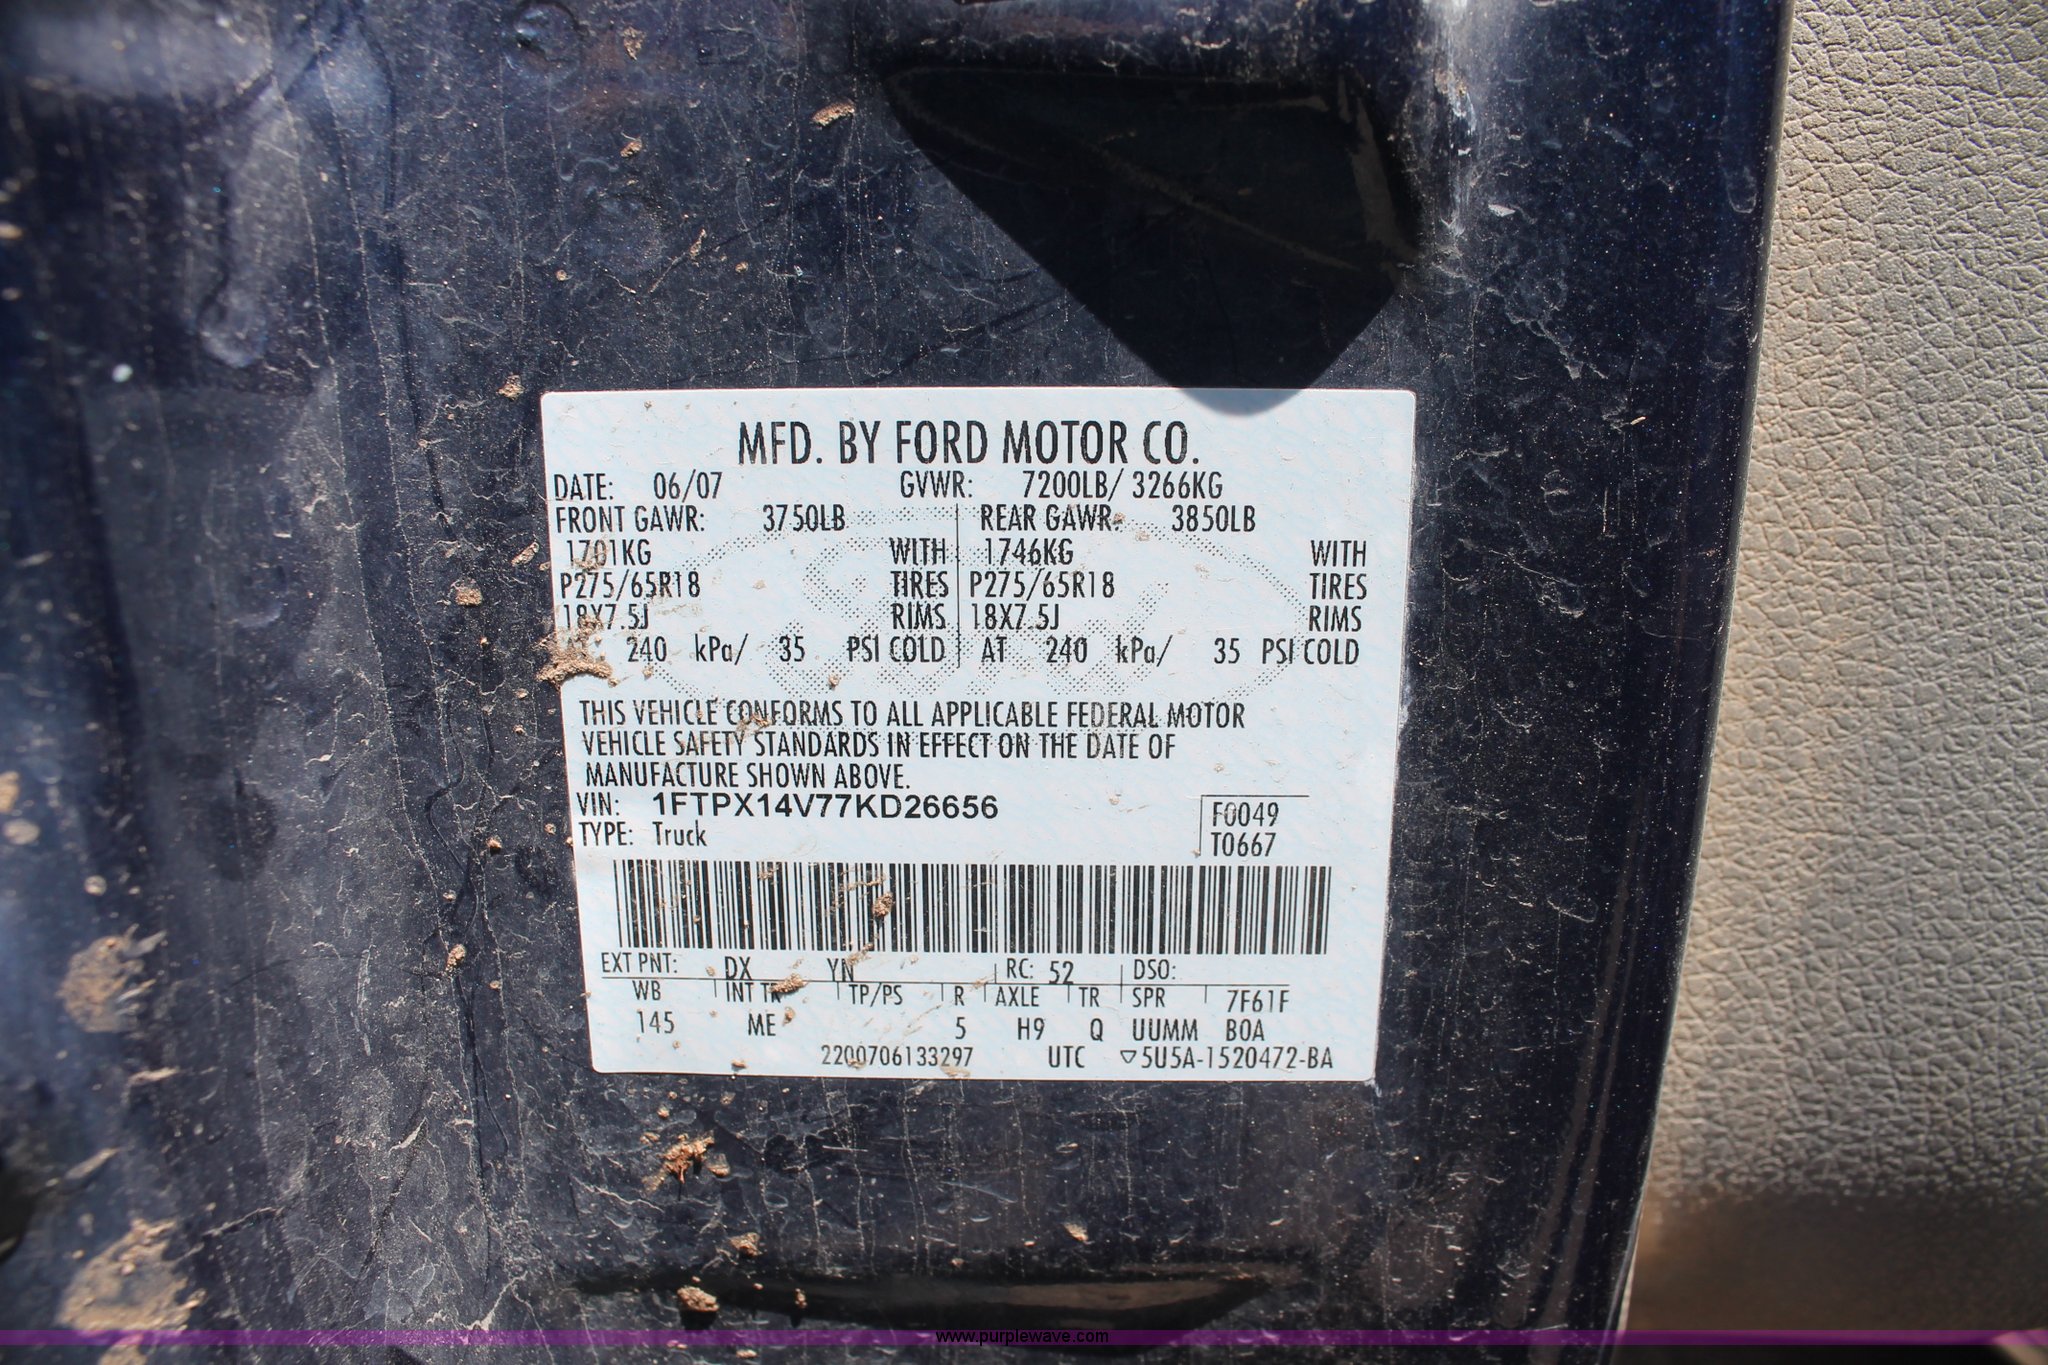 MFD. BY FORD MOTOR CO.
DATE: 06/07 GVWR: 7200LB/ 3266KG
FRONT GAWR: 3750LB REAR GAWR: 3850LB
1701KG WITH 1746KG WITH
P275/65R18 TIRES P275/65R18 TIRES
18X7.5J RIMS 18X7.5J RIMS
240 kPa/ 35 PSI COLD AT 240 kPa/ 35 PSI COLD
THIS VEHICLE CONFORMS TO ALL APPLICABLE FEDERAL MOTOR
VEHICLE SAFETY STANDARDS IN EFFECT ON THE DATE OF
MANUFACTURE SHOWN ABOVE.
VIN: 1FTPX14V77KD26656 F0049
TYPE: Truck T0667
EXT PNT: DX YN RC: 52 DSO:
WB INT TR TP/PS R AXLE TR SPR 7F61F
145 ME 5 H9 Q UUMM BOA
2200706133297 UTC ▽5U5A-1520472-BA
www.purplewave.com